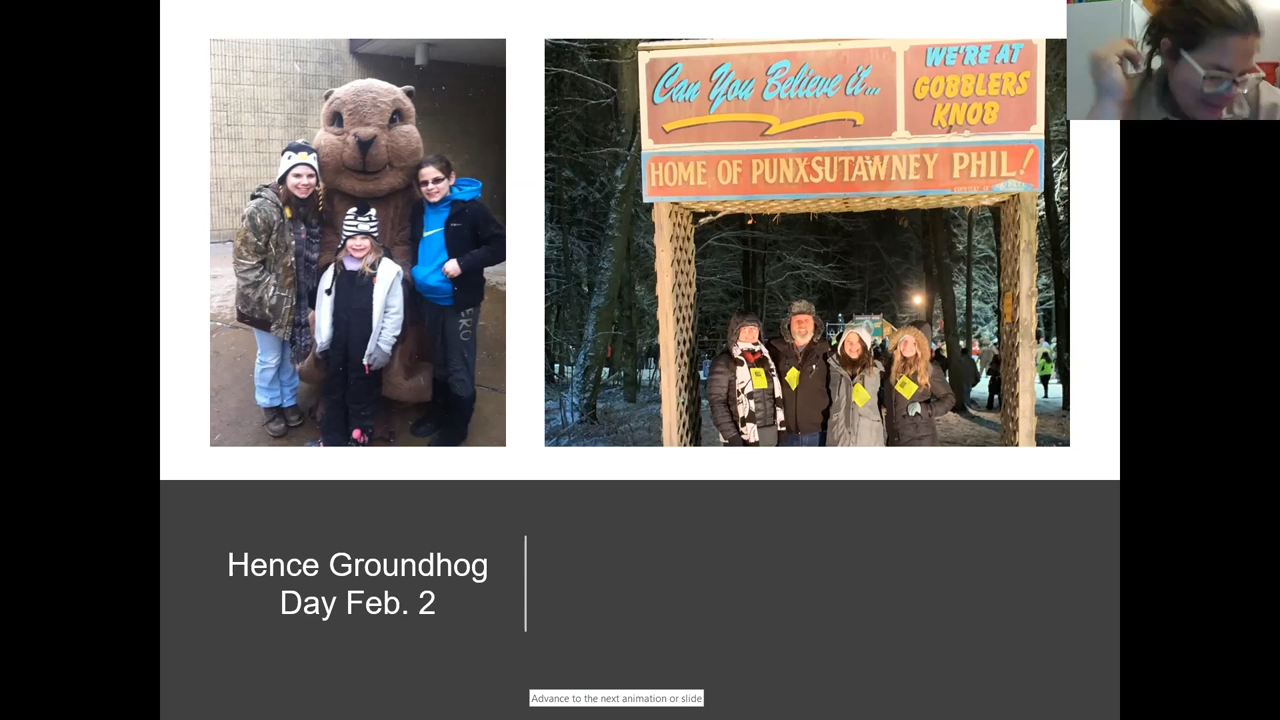 Can You Believe it...
WE'RE AT
GOBBLERS
KNOB
HOME OF PUNXSUTAWNEY PHIL!
Hence Groundhog
Day Feb. 2
Advance to the next animation or slide